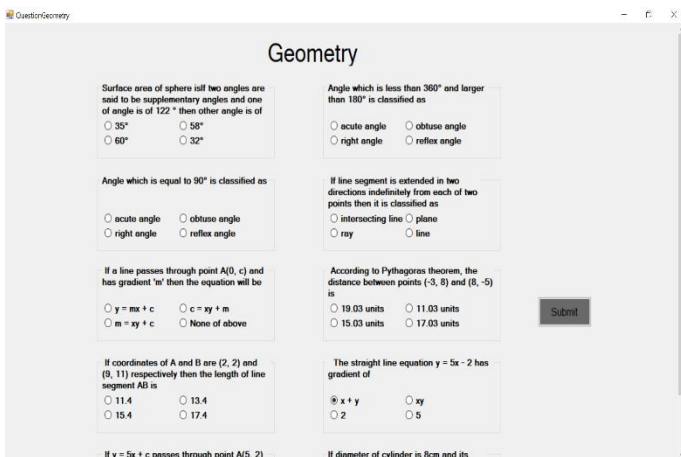 QuestionGeometry
Geometry
Surface area of sphere isIf two angles are
said to be supplementary angles and one
of angle is of 122 ° then other angle is of
35° 58°
60° 32°
Angle which is less than 360° and larger
than 180° is classified as
acute angle obtuse angle
right angle reflex angle
Angle which is equal to 90° is classified as
acute angle obtuse angle
right angle reflex angle
If line segment is extended in two
directions indefinitely from each of two
points then it is classified as
intersecting line plane
ray line
If a line passes through point A(0, c) and
has gradient 'm' then the equation will be
y = mx + c c = xy + m
m = xy + c None of above
According to Pythagoras theorem, the
distance between points (-3, 8) and (8, -5)
is
19.03 units 11.03 units
15.03 units 17.03 units
Submit
If coordinates of A and B are (2, 2) and
(9, 11) respectively then the length of line
segment AB is
11.4 13.4
15.4 17.4
The straight line equation y = 5x - 2 has
gradient of
x + y xy
2 5
If y = 5x + c passes through point A(5, 2)
If diameter of cylinder is 8cm and its